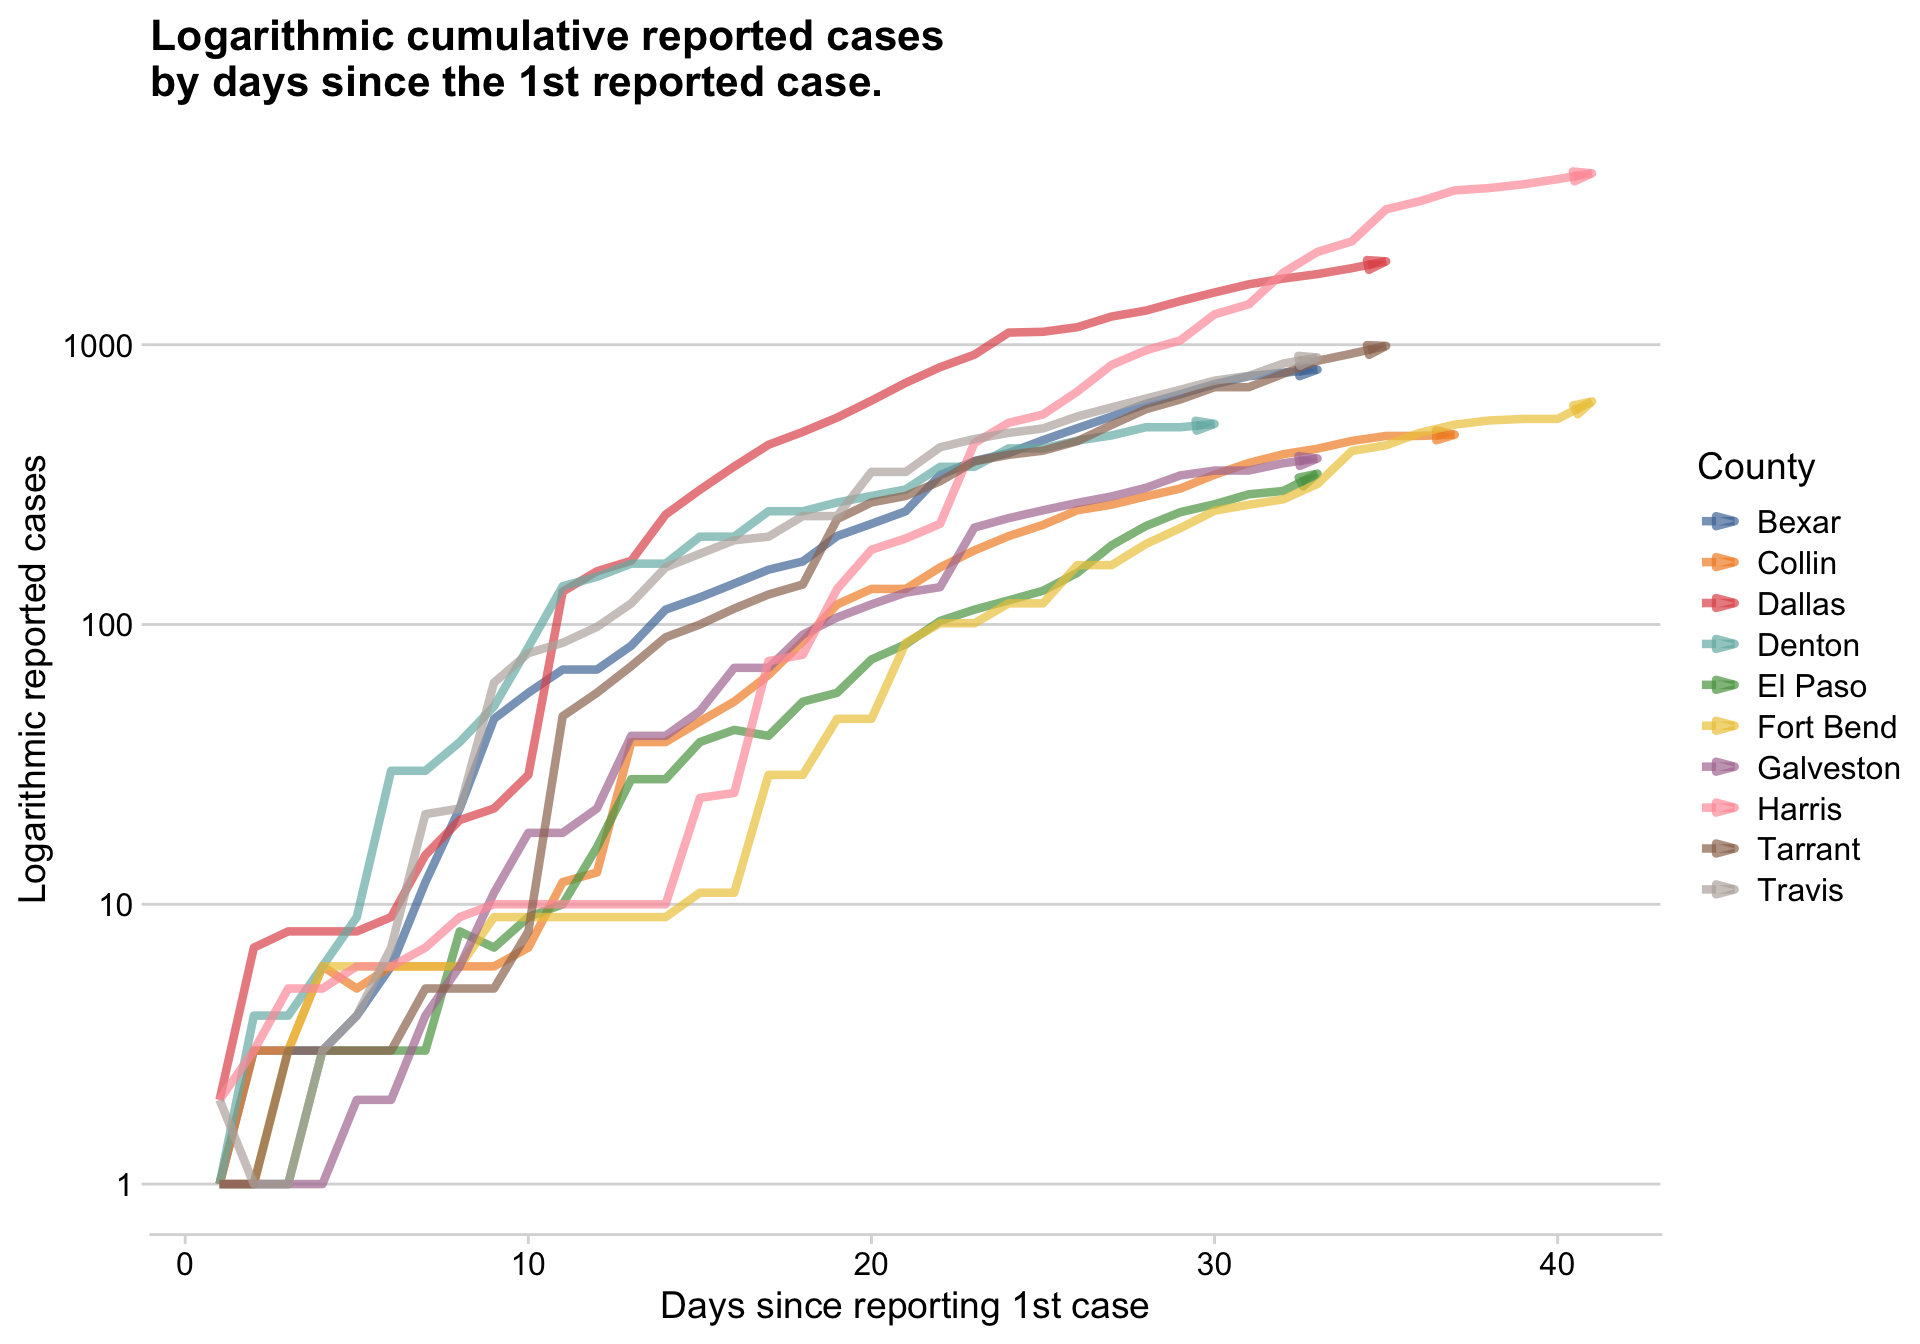 Logarithmic cumulative reported cases
by days since the 1st reported case.
Logarithmic reported cases
1000
100
10
1
0
10
20
30
40
Days since reporting 1st case
County
Bexar
Collin
Dallas
Denton
El Paso
Fort Bend
Galveston
Harris
Tarrant
Travis